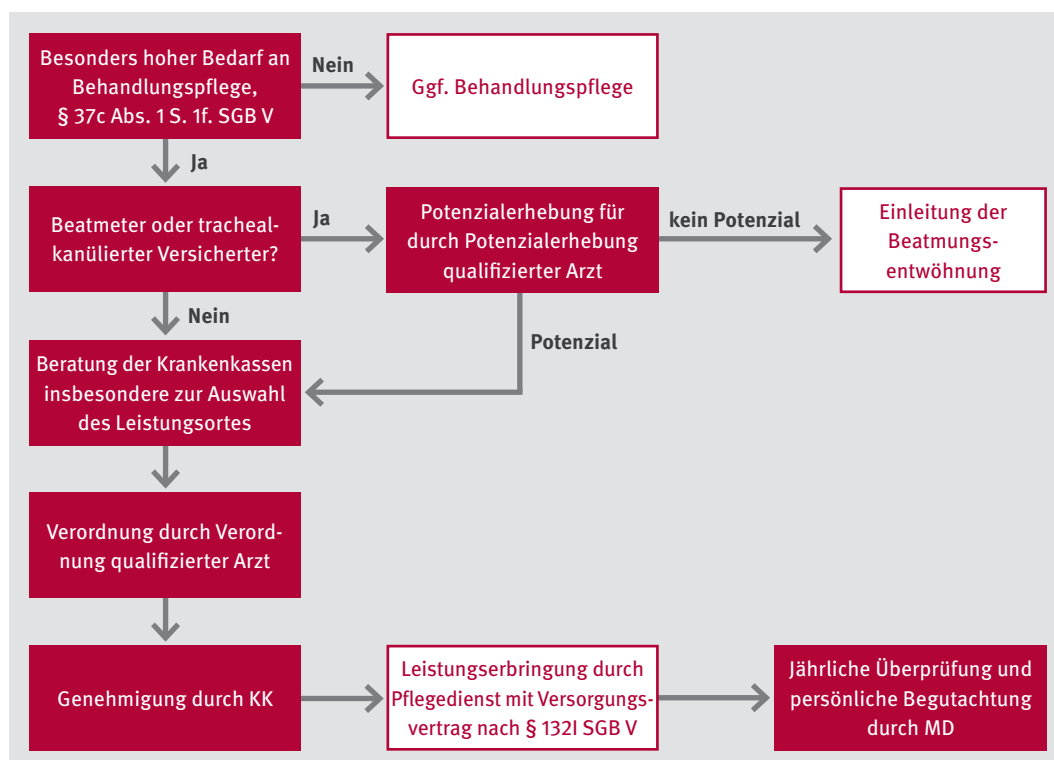 Besonders hoher Bedarf an
Behandlungspflege,
§ 37c Abs. 1 S. 1f. SGB V
Nein
Ggf. Behandlungspflege
Ja
Beatmeter oder tracheal-
kanülierter Versicherter?
Ja
Potenzialerhebung für
durch Potenzialerhebung
qualifizierter Arzt
kein Potenzial
Einleitung der
Beatmungs-
entwöhnung
Nein
Potenzial
Beratung der Krankenkassen
insbesondere zur Auswahl
des Leistungsortes
Verordnung durch Verord-
nung qualifizierter Arzt
Genehmigung durch KK
Leistungserbringung durch
Pflegedienst mit Versorgungs-
vertrag nach § 132l SGB V
Jährliche Überprüfung und
persönliche Begutachtung
durch MD